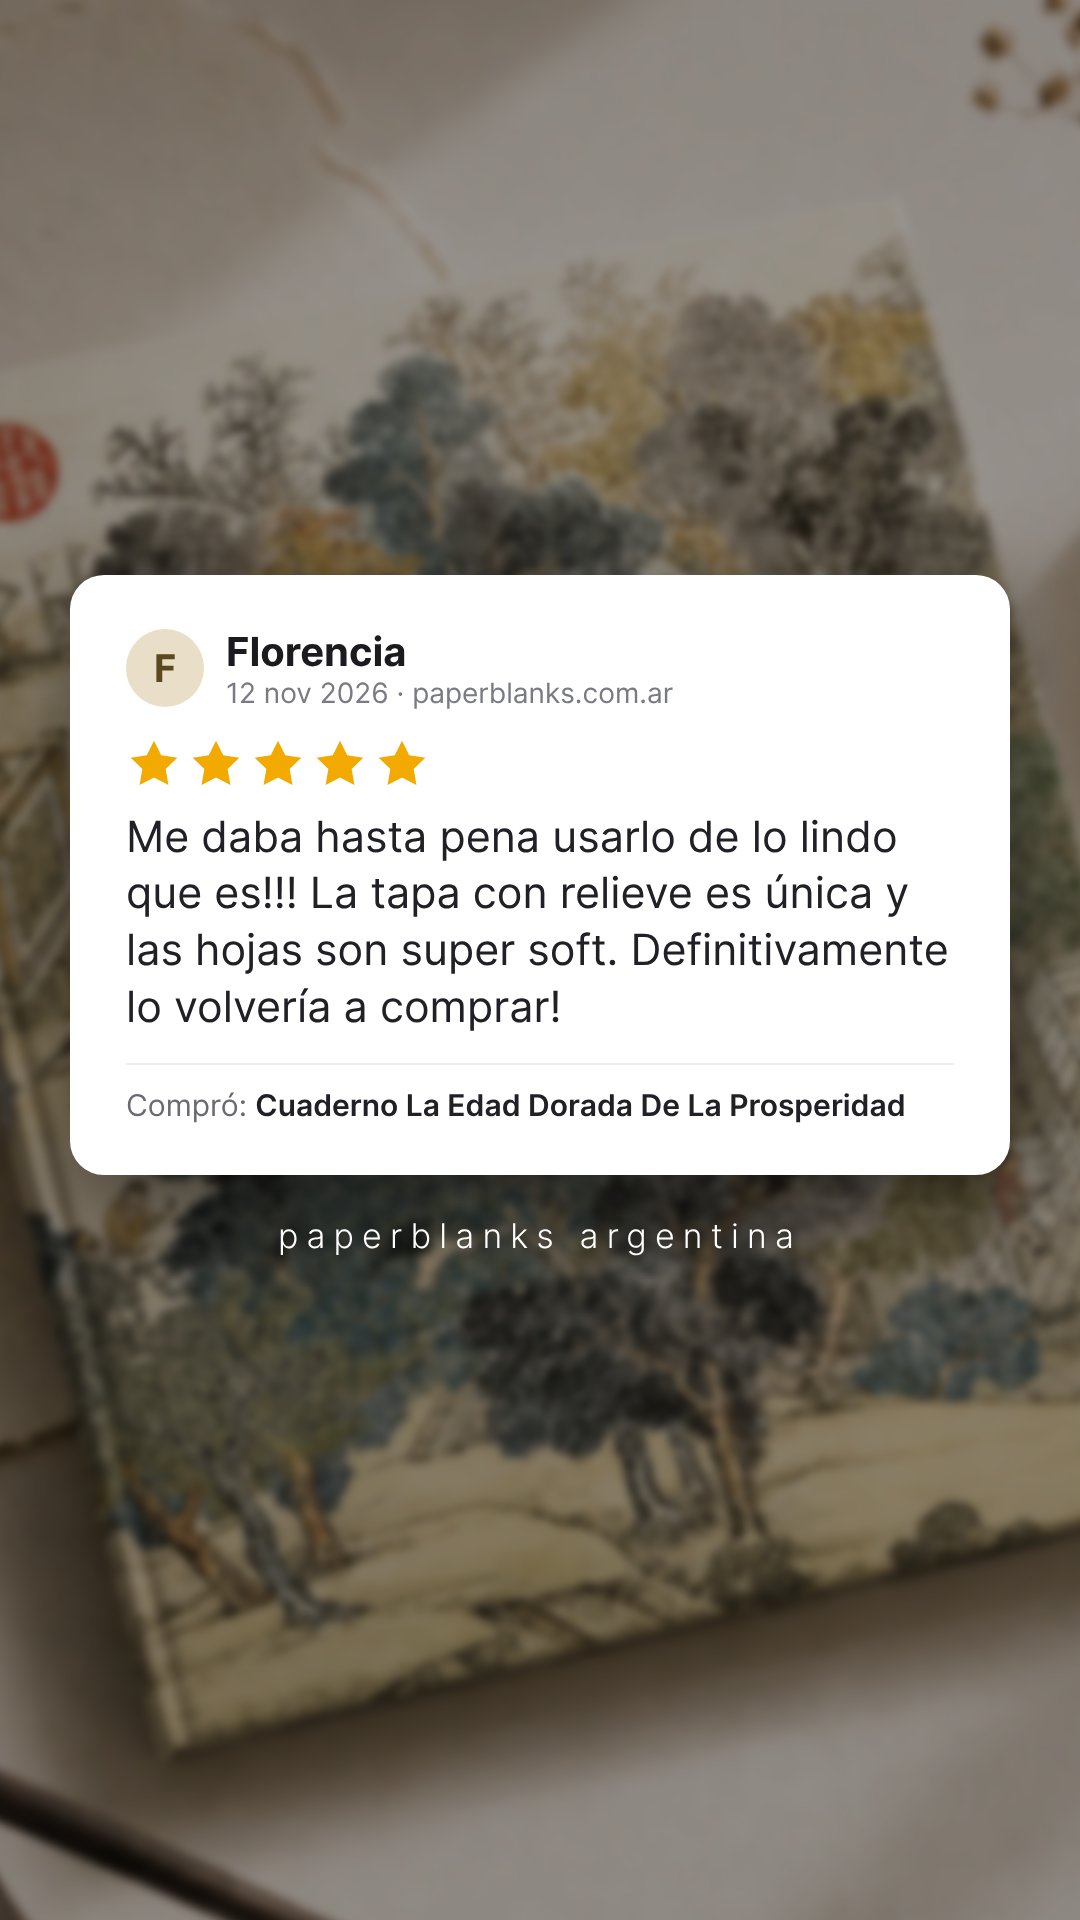 F
Florencia
12 nov 2026 · paperblanks.com.ar
Me daba hasta pena usarlo de lo lindo
que es!!! La tapa con relieve es única y
las hojas son super soft. Definitivamente
lo volvería a comprar!
Compró: Cuaderno La Edad Dorada De La Prosperidad
paperblanks argentina